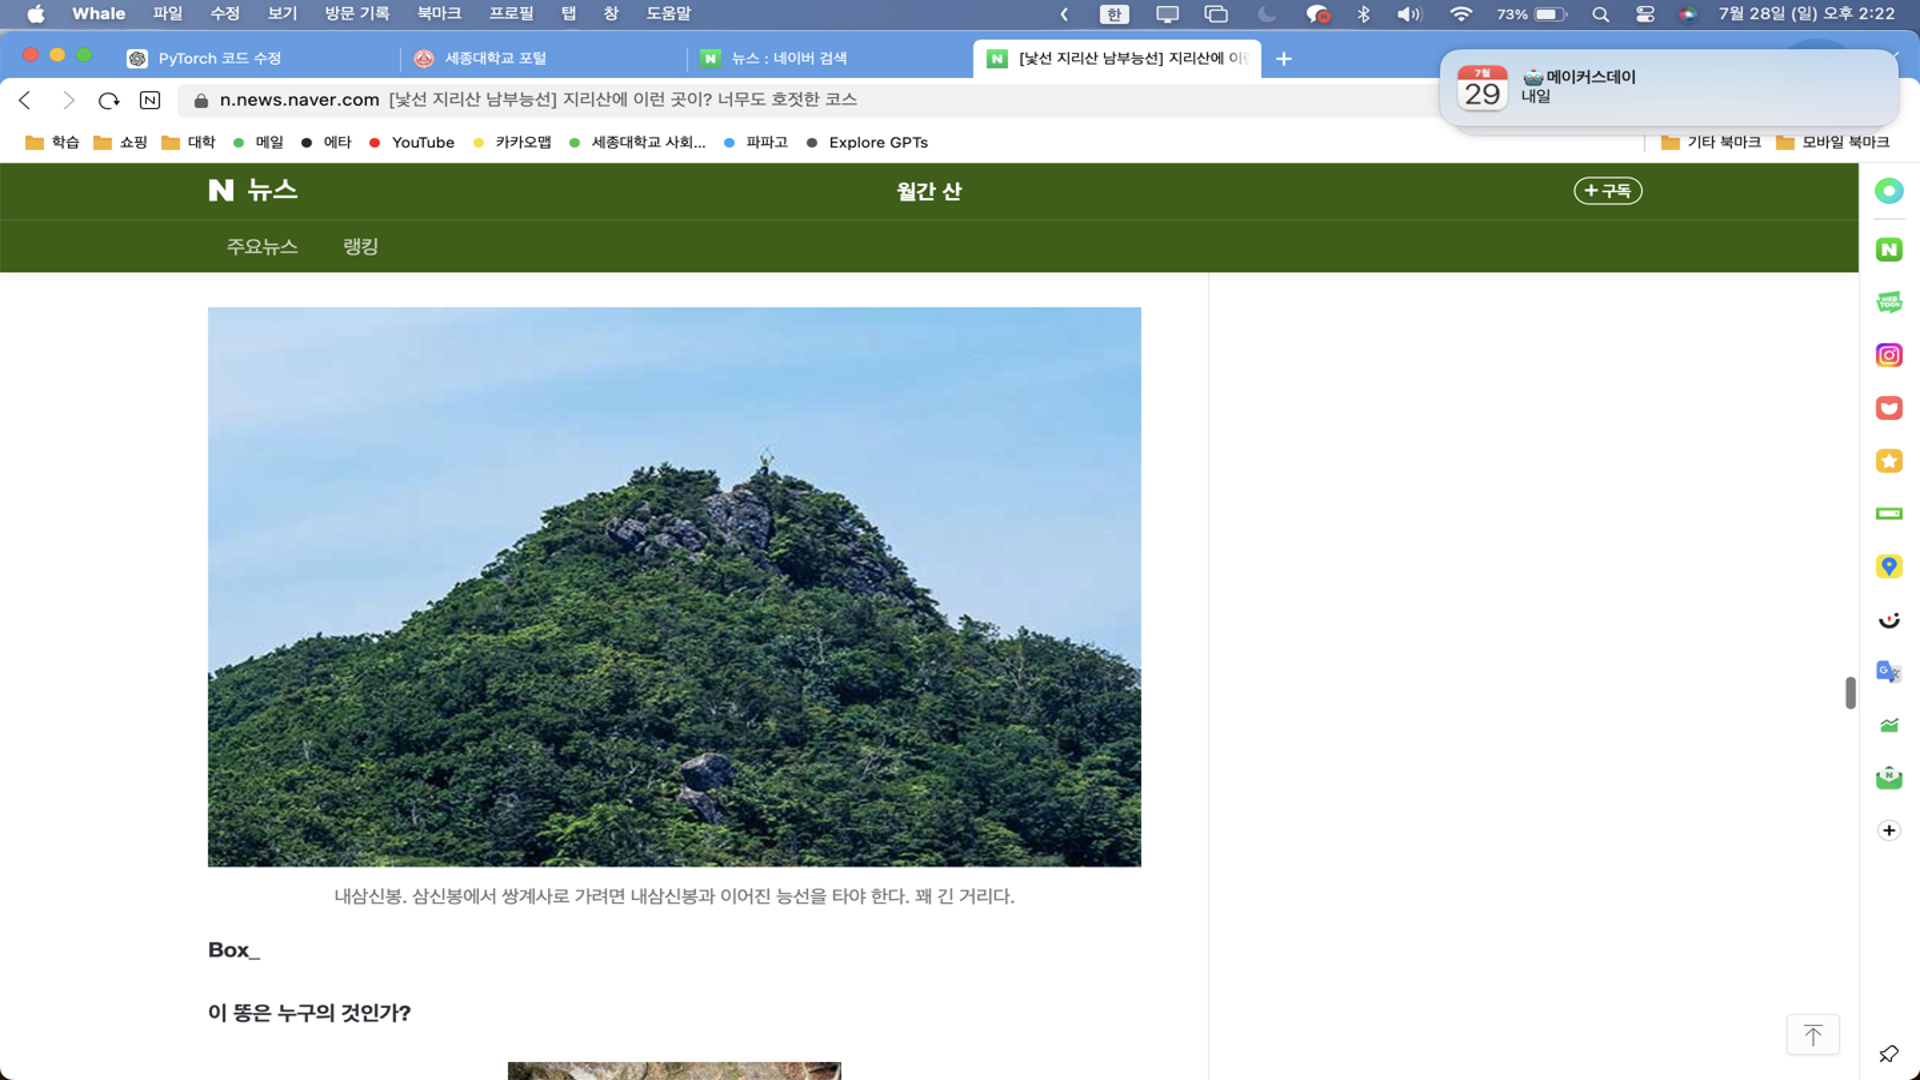 Whale 파일 수정 보기 방문 기록 북마크 프로필 탭 창 도움말 한 73% 7월 28일 (일) 오후 2:22
PyTorch 코드 수정 세종대학교 포털 N 뉴스 : 네이버 검색 N [낯선 지리산 남부능선] 지리산에 이런
7월
29
메이커스데이
내일
N n.news.naver.com [낯선 지리산 남부능선] 지리산에 이런 곳이? 너무도 호젓한 코스
학습 쇼핑 대학 메일 에타 YouTube 카카오맵 세종대학교 사회... 파파고 Explore GPTs 기타 북마크 모바일 북마크
N 뉴스 월간 산 + 구독
주요뉴스 랭킹
N
WEB
TOON
내삼신봉. 삼신봉에서 쌍계사로 가려면 내삼신봉과 이어진 능선을 타야 한다. 꽤 긴 거리다.
Box_
이 똥은 누구의 것인가?